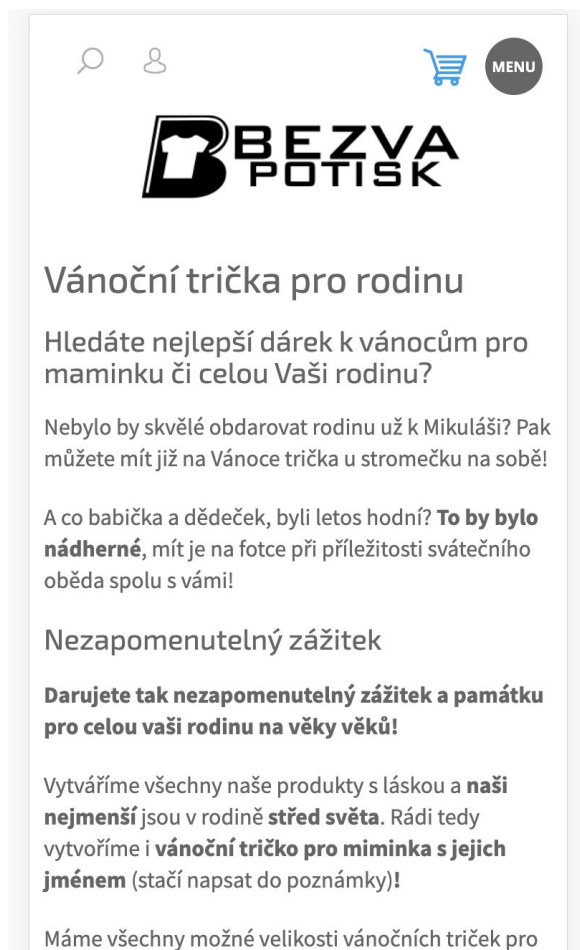 MENU
BEZVA
POTISK
Vánoční trička pro rodinu
Hledáte nejlepší dárek k vánocům pro
maminku či celou Vaši rodinu?
Nebylo by skvělé obdarovat rodinu už k Mikuláši? Pak
můžete mít již na Vánoce trička u stromečku na sobě!
A co babička a dědeček, byli letos hodní? To by bylo
nádherné, mít je na fotce při příležitosti svátečního
oběda spolu s vámi!
Nezapomenutelný zážitek
Darujete tak nezapomenutelný zážitek a památku
pro celou vaši rodinu na věky věků!
Vytváříme všechny naše produkty s láskou a naši
nejmenší jsou v rodině střed světa. Rádi tedy
vytvoříme i vánoční tričko pro miminka s jejich
jménem (stačí napsat do poznámky)!
Máme všechny možné velikosti vánočních triček pro